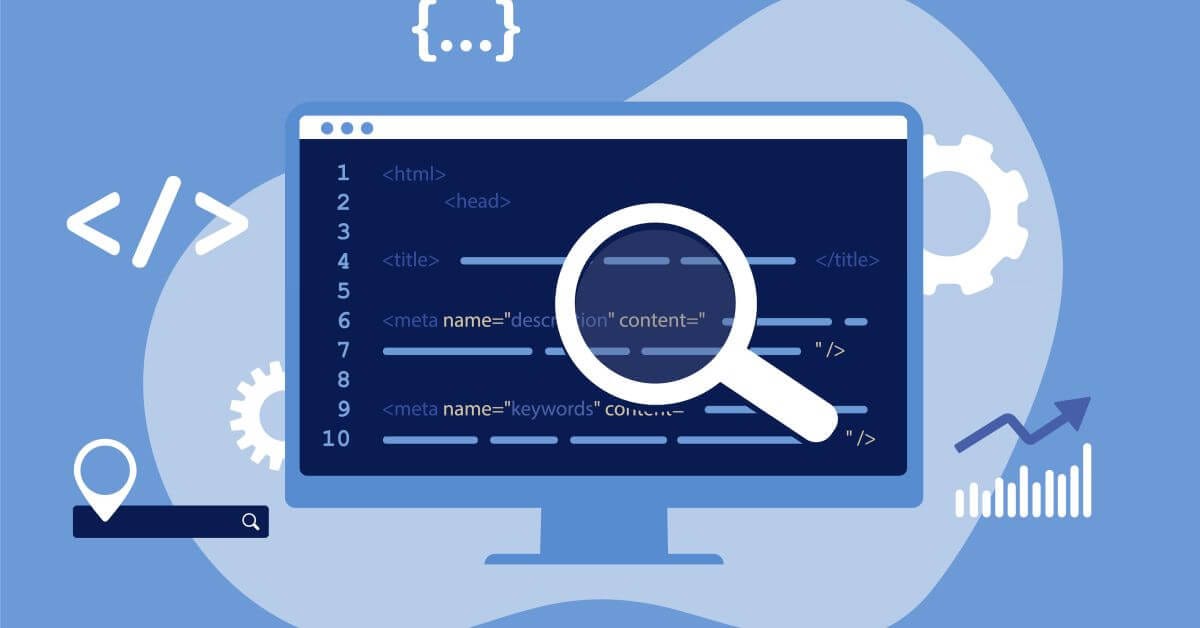 {...}
</>
1 <html>
2 <head>
3
4 <title> </title>
5
6 <meta name="description" content="
7 " />
8
9 <meta name="keywords" content=
10 " />